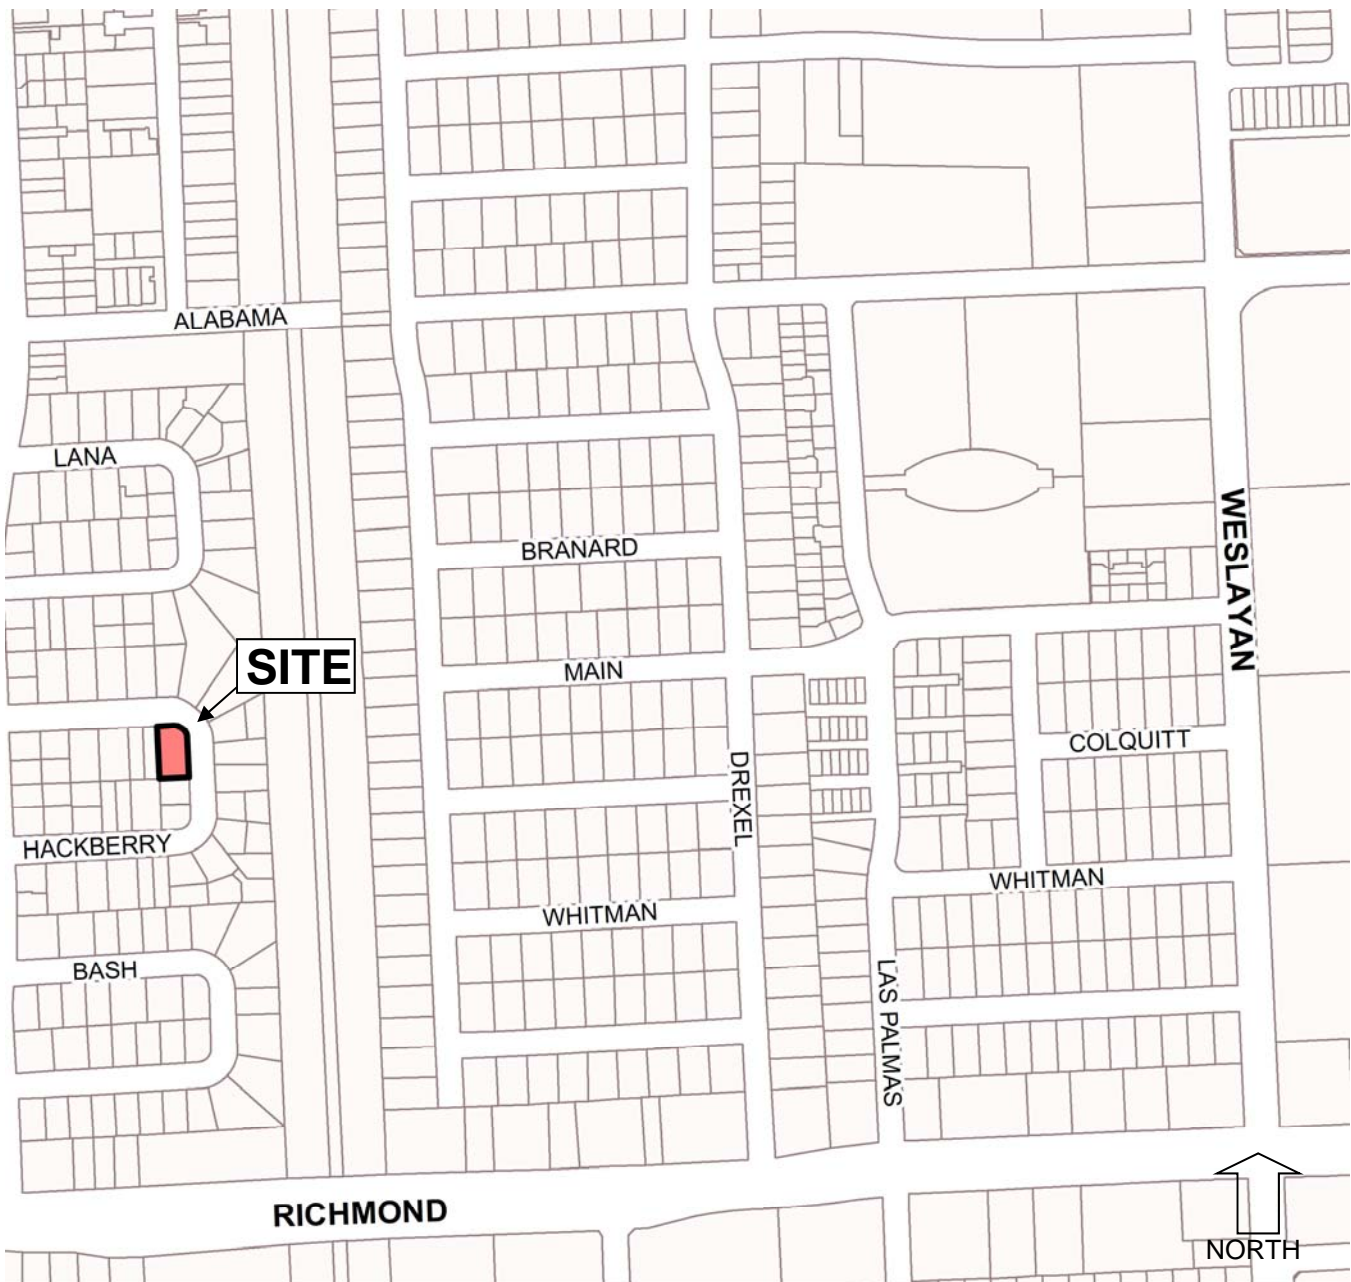 ALABAMA
LANA
WESLAYAN
BRANARD
SITE
MAIN
COLQUITT
DREXEL
HACKBERRY
WHITMAN
WHITMAN
BASH
LAS PALMAS
RICHMOND
NORTH